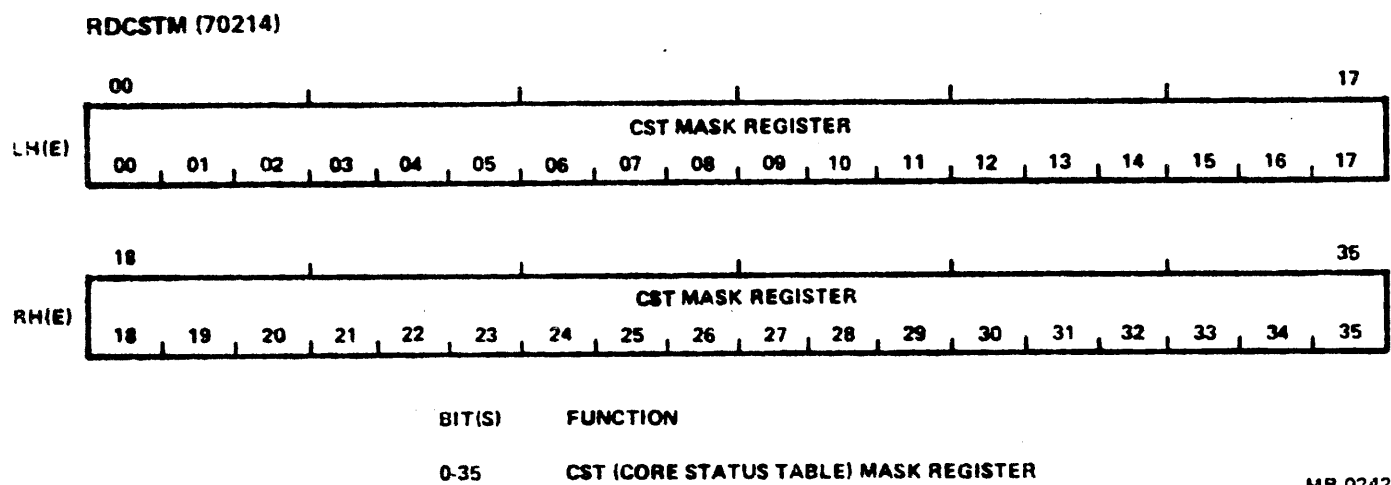 RDCSTM (70214)
00 17
CST MASK REGISTER
LH(E)
00 01 02 03 04 05 06 07 08 09 10 11 12 13 14 15 16 17
18 35
CST MASK REGISTER
RH(E)
18 19 20 21 22 23 24 25 26 27 28 29 30 31 32 33 34 35
BIT(S) FUNCTION
0-35 CST (CORE STATUS TABLE) MASK REGISTER
MR-0242